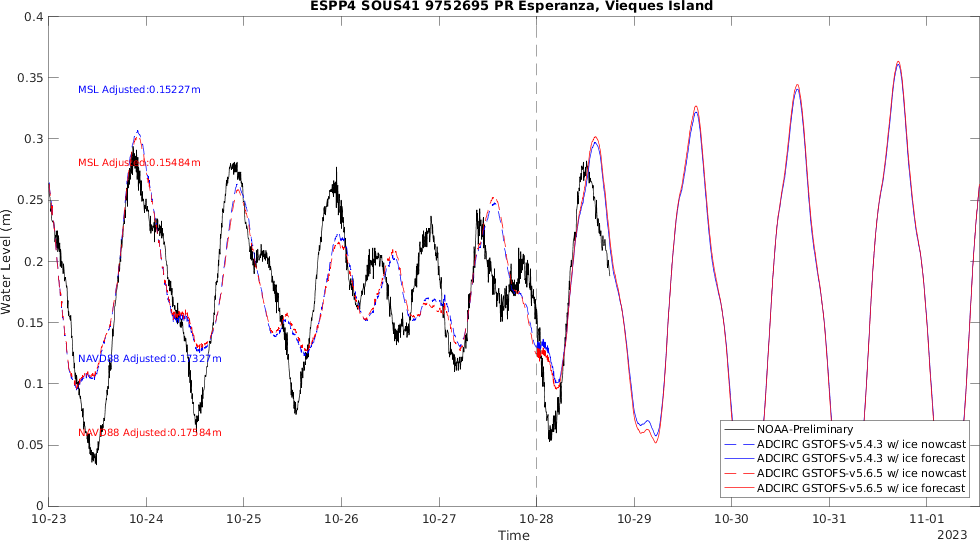 ESPP4 SOUS41 9752695 PR Esperanza, Vieques Island
0.4
0.35
0.3
0.25
0.2
0.15
0.1
0.05
0
Water Level (m)
MSL Adjusted:0.15227m
MSL Adjusted:0.15484m
NAVD88 Adjusted:0.17327m
NAVD88 Adjusted:0.17584m
NOAA-Preliminary
ADCIRC GSTOFS-v5.4.3 w/ ice nowcast
ADCIRC GSTOFS-v5.4.3 w/ ice forecast
ADCIRC GSTOFS-v5.6.5 w/ ice nowcast
ADCIRC GSTOFS-v5.6.5 w/ ice forecast
10-23 10-24 10-25 10-26 10-27 10-28 10-29 10-30 10-31 11-01
Time
2023